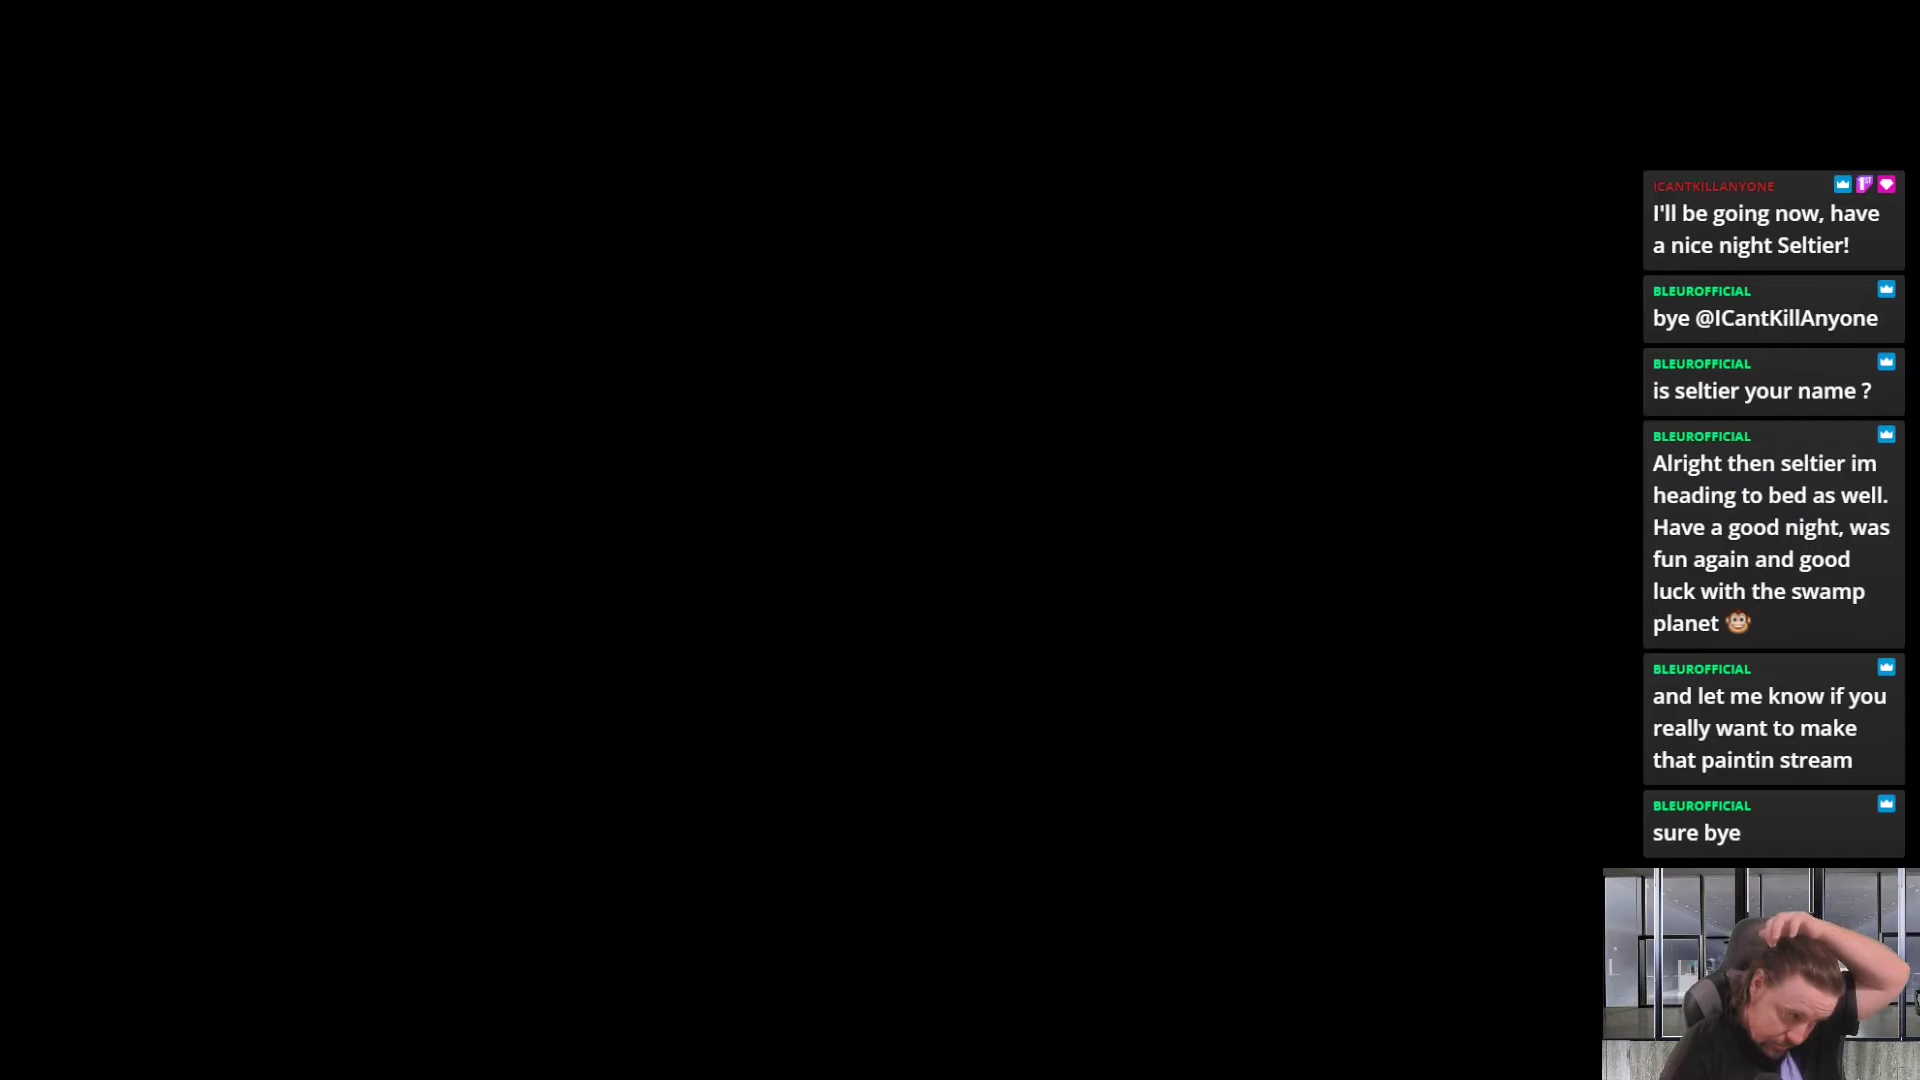 ICANTKILLANYONE
I'll be going now, have
a nice night Seltier!
BLEUROFFICIAL
bye @ICantKillAnyone
BLEUROFFICIAL
is seltier your name ?
BLEUROFFICIAL
Alright then seltier im
heading to bed as well.
Have a good night, was
fun again and good
luck with the swamp
planet 🐵
BLEUROFFICIAL
and let me know if you
really want to make
that paintin stream
BLEUROFFICIAL
sure bye